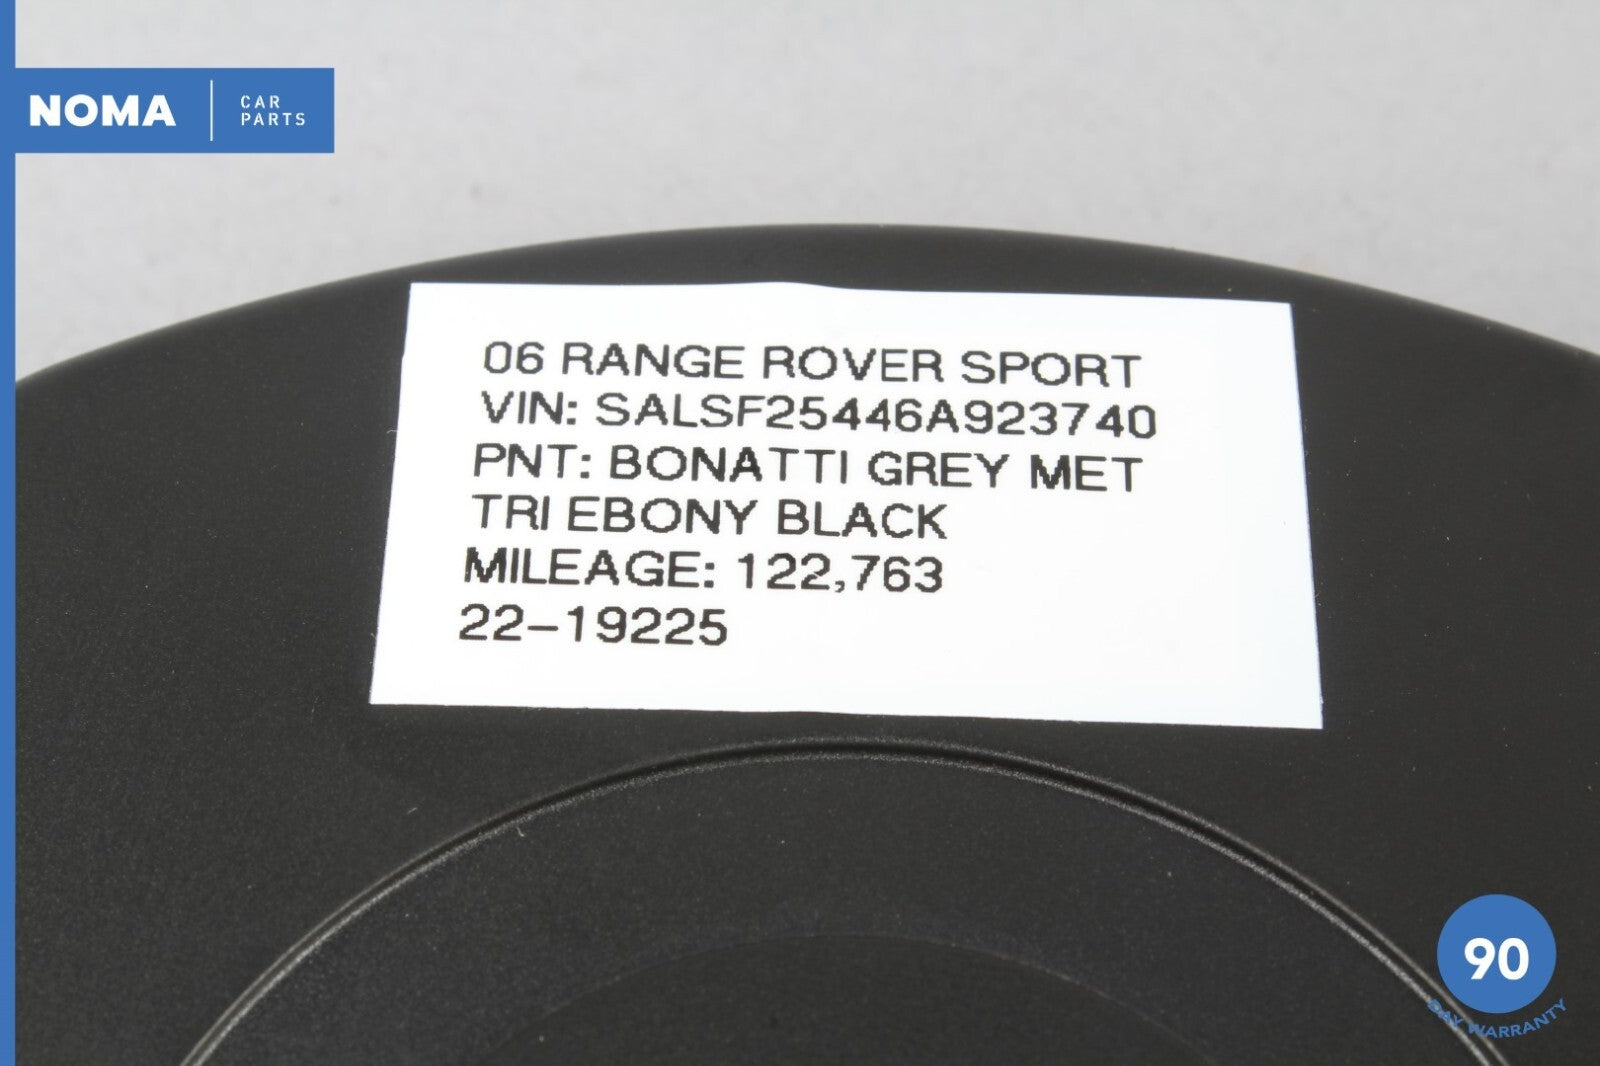 NOMA
CAR
PARTS
06 RANGE ROVER SPORT
VIN: SALSF25446A923740
PNT: BONATTI GREY MET
TRI EBONY BLACK
MILEAGE: 122,763
22-19225
90
DAY WARRANTY